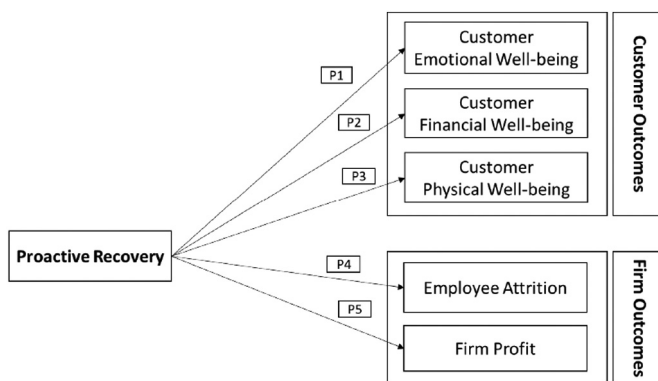 Customer
Emotional Well-being
P1
Customer
Financial Well-being
P2
Customer
Physical Well-being
P3
Customer Outcomes
Proactive Recovery
P4
Employee Attrition
P5
Firm Profit
Firm Outcomes